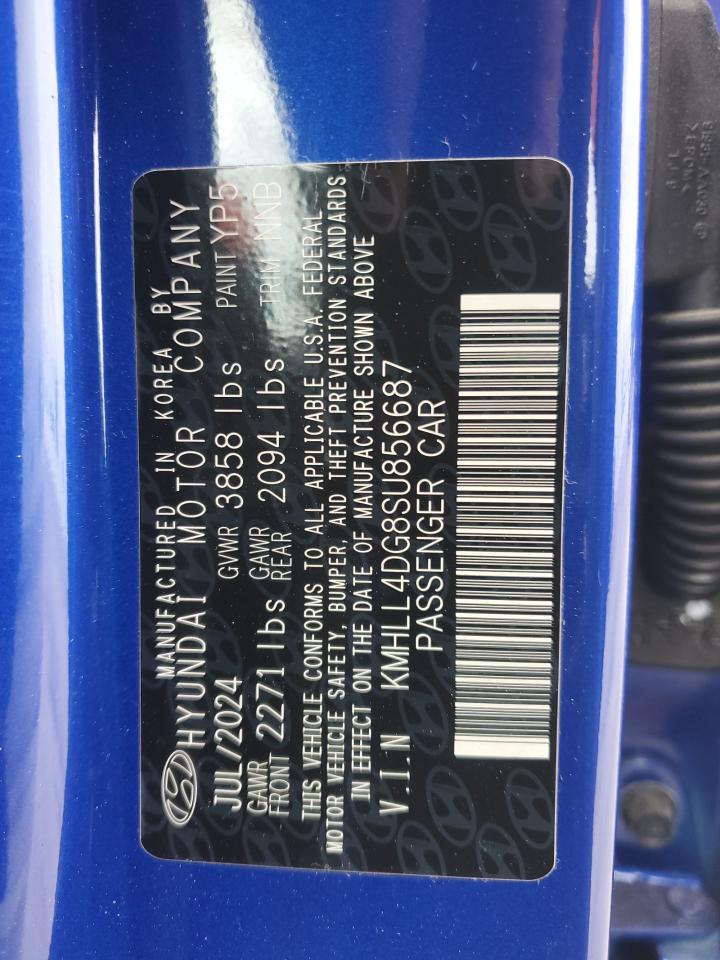 MANUFACTURED IN KOREA BY
HYUNDAI MOTOR COMPANY
JUL/2024 GVWR 3858 lbs PAINT YP5
GAWR FRONT 2271 lbs GAWR REAR 2094 lbs TRIM NNB
THIS VEHICLE CONFORMS TO ALL APPLICABLE U.S.A. FEDERAL
MOTOR VEHICLE SAFETY, BUMPER, AND THEFT PREVENTION STANDARDS
IN EFFECT ON THE DATE OF MANUFACTURE SHOWN ABOVE
V.I.N KMHLL4DG8SU856687
PASSENGER CAR